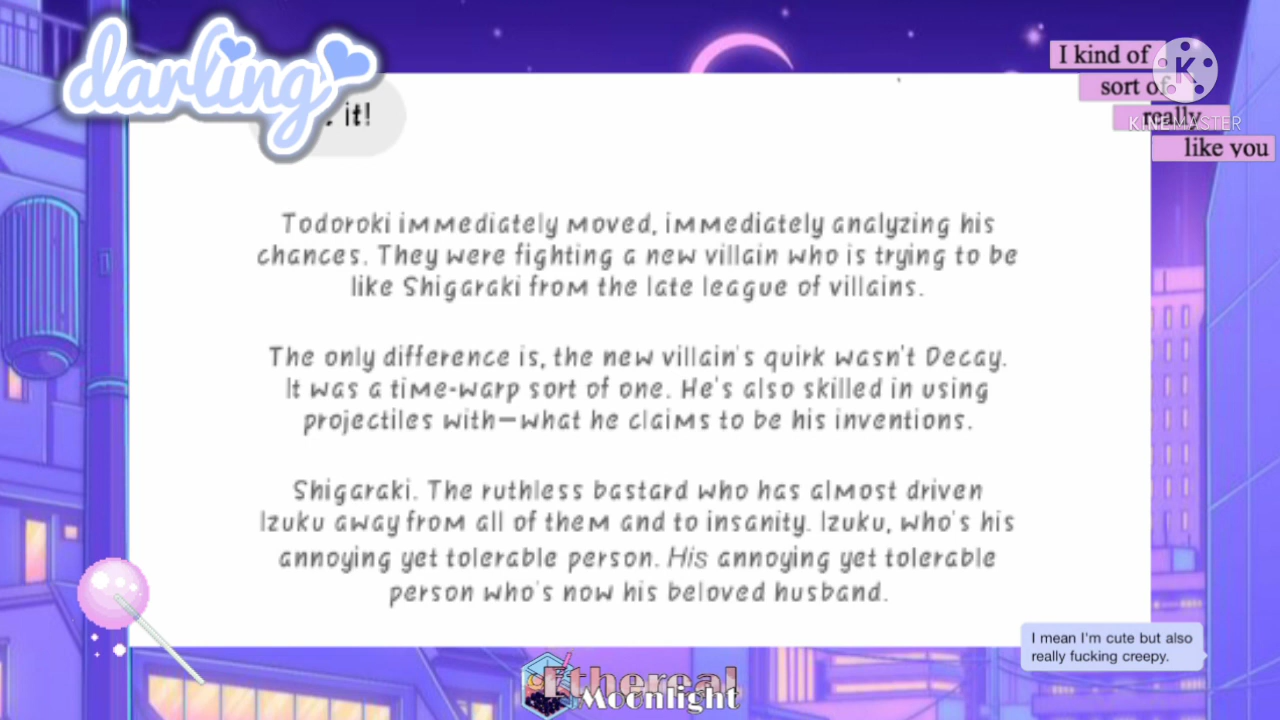 darling
it!
I kind of
sort of
really
like you
K
KINEMASTER
Todoroki immediately moved, immediately analyzing his
chances. They were fighting a new villain who is trying to be
like Shigaraki from the late league of villains.
The only difference is, the new villain's quirk wasn't Decay.
It was a time-warp sort of one. He's also skilled in using
projectiles with—what he claims to be his inventions.
Shigaraki. The ruthless bastard who has almost driven
Izuku away from all of them and to insanity. Izuku, who's his
annoying yet tolerable person. His annoying yet tolerable
person who's now his beloved husband.
I mean I'm cute but also
really fucking creepy.
Ethereal
Moonlight